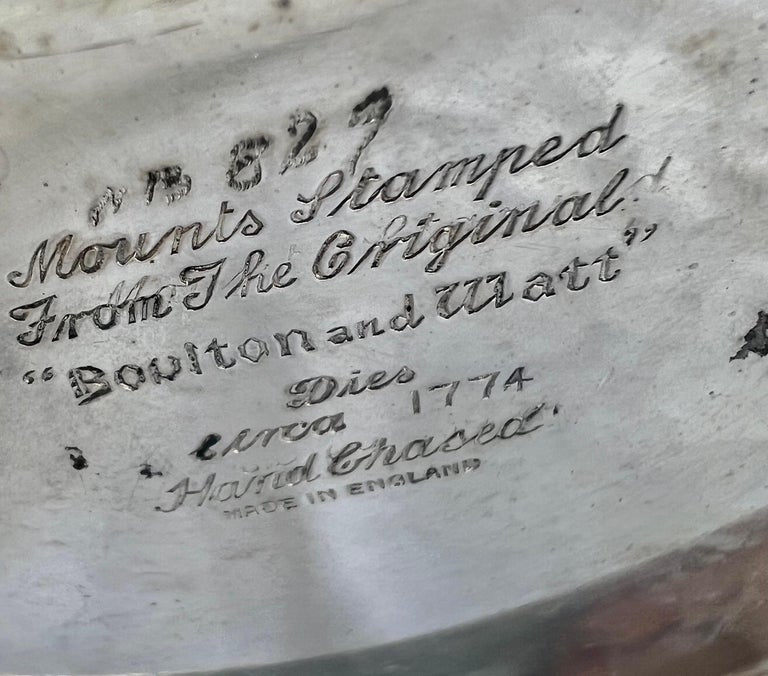 827
Mounts Stamped
From The Original
"Boulton and Watt"
Dies
circa 1774
Hand Chased
MADE IN ENGLAND